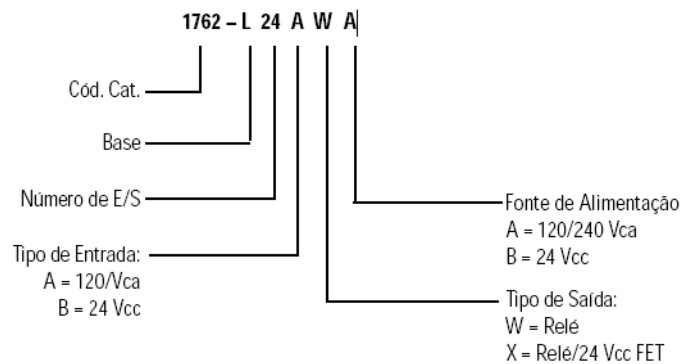 1762 – L 24 A W A
Cód. Cat.
Base
Número de E/S
Tipo de Entrada:
A = 120/Vca
B = 24 Vcc
Fonte de Alimentação
A = 120/240 Vca
B = 24 Vcc
Tipo de Saída:
W = Relé
X = Relé/24 Vcc FET